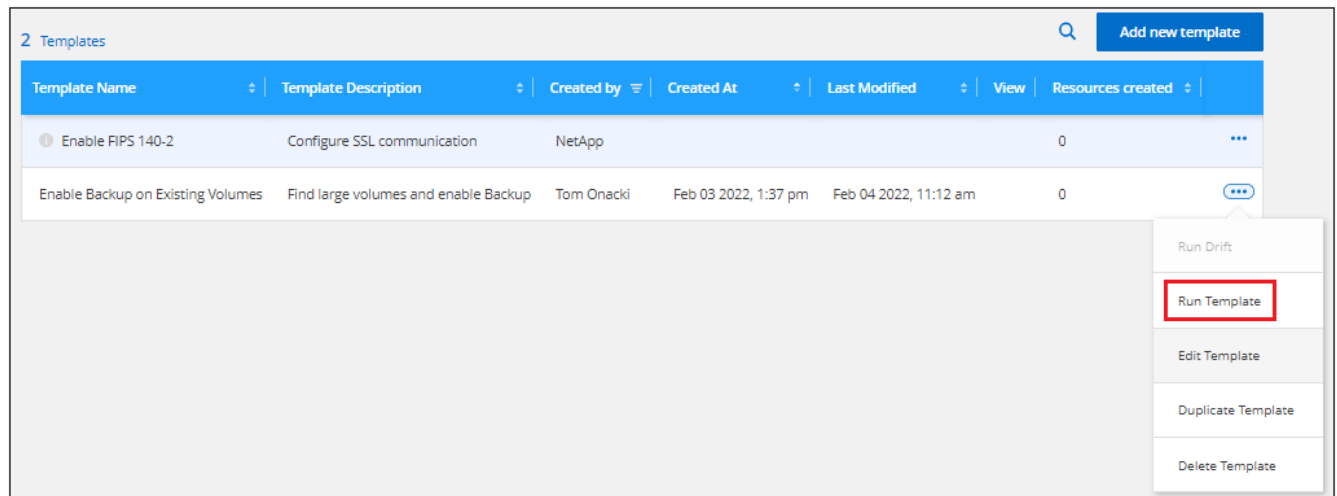 2 Templates
Add new template
Template Name Template Description Created by Created At Last Modified View Resources created
Enable FIPS 140-2 Configure SSL communication NetApp 0
Enable Backup on Existing Volumes Find large volumes and enable Backup Tom Onacki Feb 03 2022, 1:37 pm Feb 04 2022, 11:12 am 0
Run Drift
Run Template
Edit Template
Duplicate Template
Delete Template